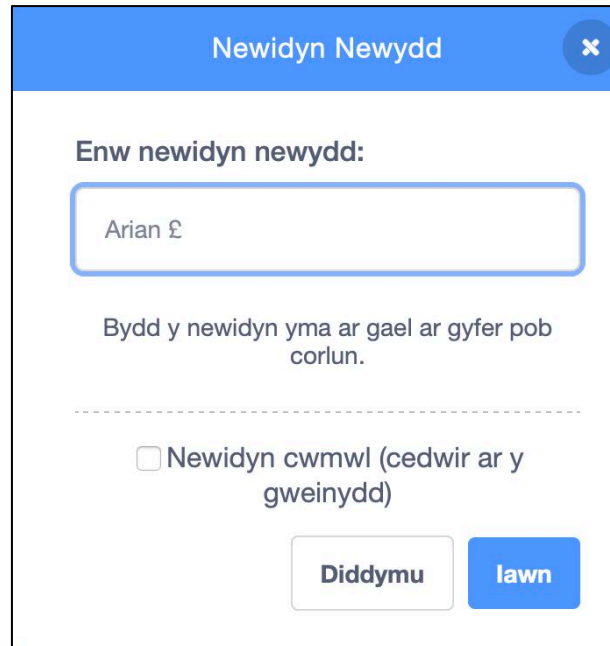 Newidyn Newydd
Enw newidyn newydd:
Arian £
Bydd y newidyn yma ar gael ar gyfer pob
corlun.
Newidyn cwmwl (cedwir ar y
gweinydd)
Diddymu
Iawn